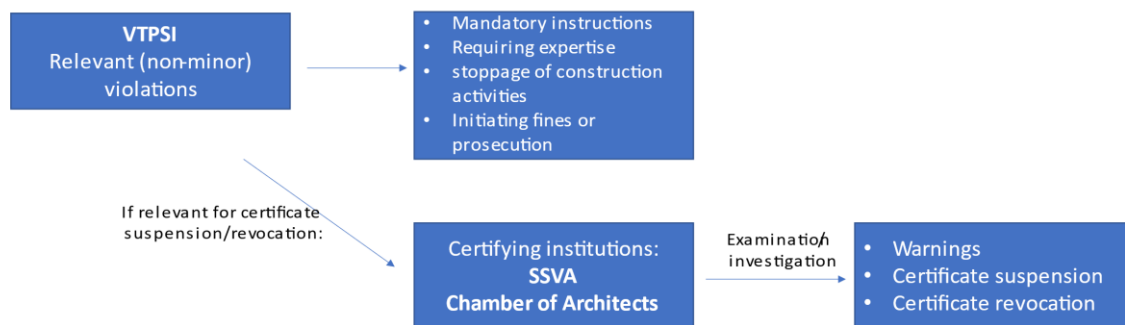 VTPSI
Relevant (non-minor)
violations
• Mandatory instructions
• Requiring expertise
• stoppage of construction
activities
• Initiating fines or
prosecution
If relevant for certificate
suspension/revocation:
Certifying institutions:
SSVA
Chamber of Architects
Examination/
investigation
• Warnings
• Certificate suspension
• Certificate revocation